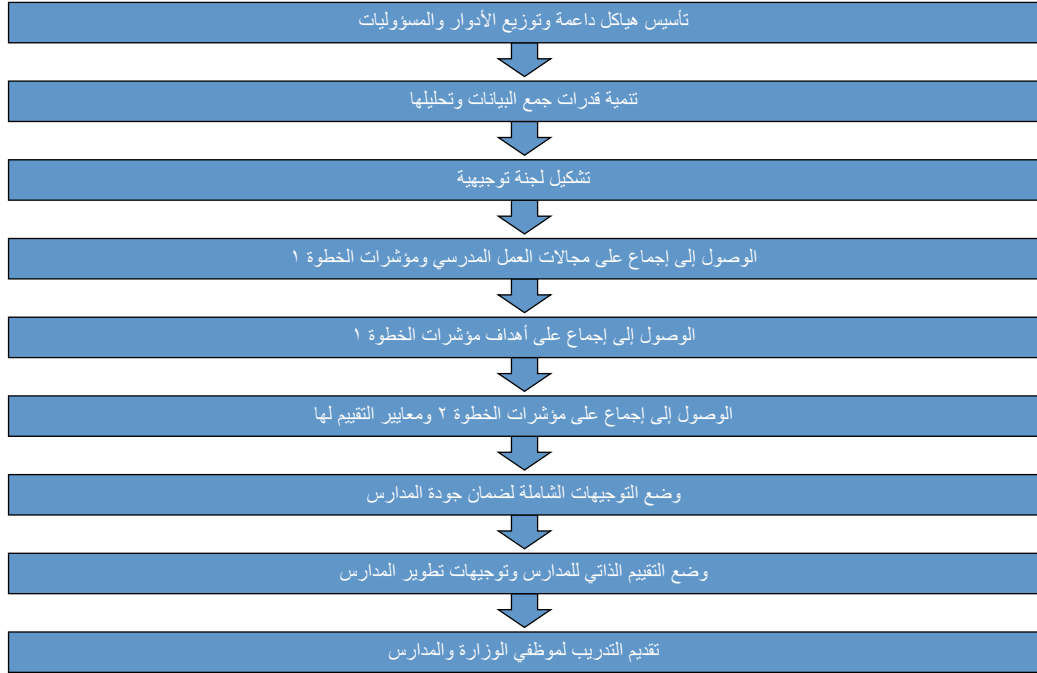 تأسيس هياكل داعمة وتوزيع الأدوار والمسؤوليات
تنمية قدرات جمع البيانات وتحليلها
تشكيل لجنة توجيهية
الوصول إلى إجماع على مجالات العمل المدرسي ومؤشرات الخطوة ١
الوصول إلى إجماع على أهداف مؤشرات الخطوة ١
الوصول إلى إجماع على مؤشرات الخطوة ٢ ومعايير التقييم لها
وضع التوجيهات الشاملة لضمان جودة المدارس
وضع التقييم الذاتي للمدارس وتوجيهات تطوير المدارس
تقديم التدريب لموظفي الوزارة والمدارس